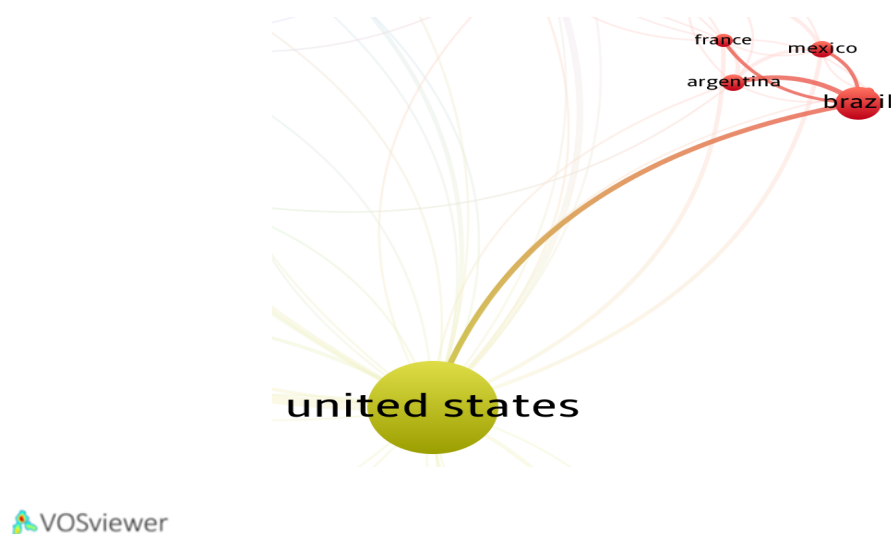 france
mexico
argentina
brazil
united states
VOSviewer